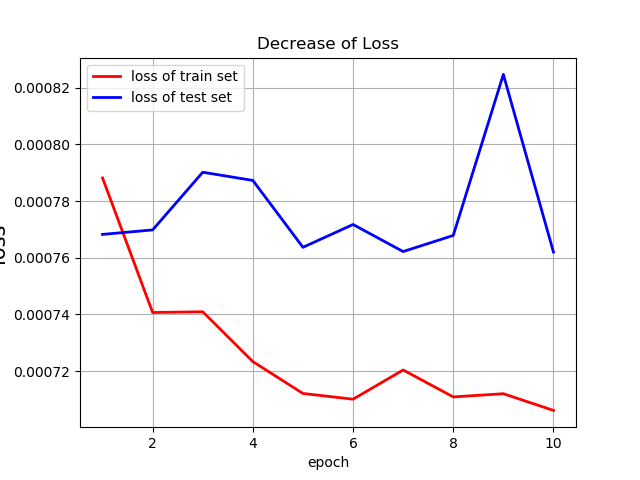 Decrease of Loss
loss of train set
loss of test set
0.00082
0.00080
0.00078
0.00076
0.00074
0.00072
loss
2 4 6 8 10
epoch